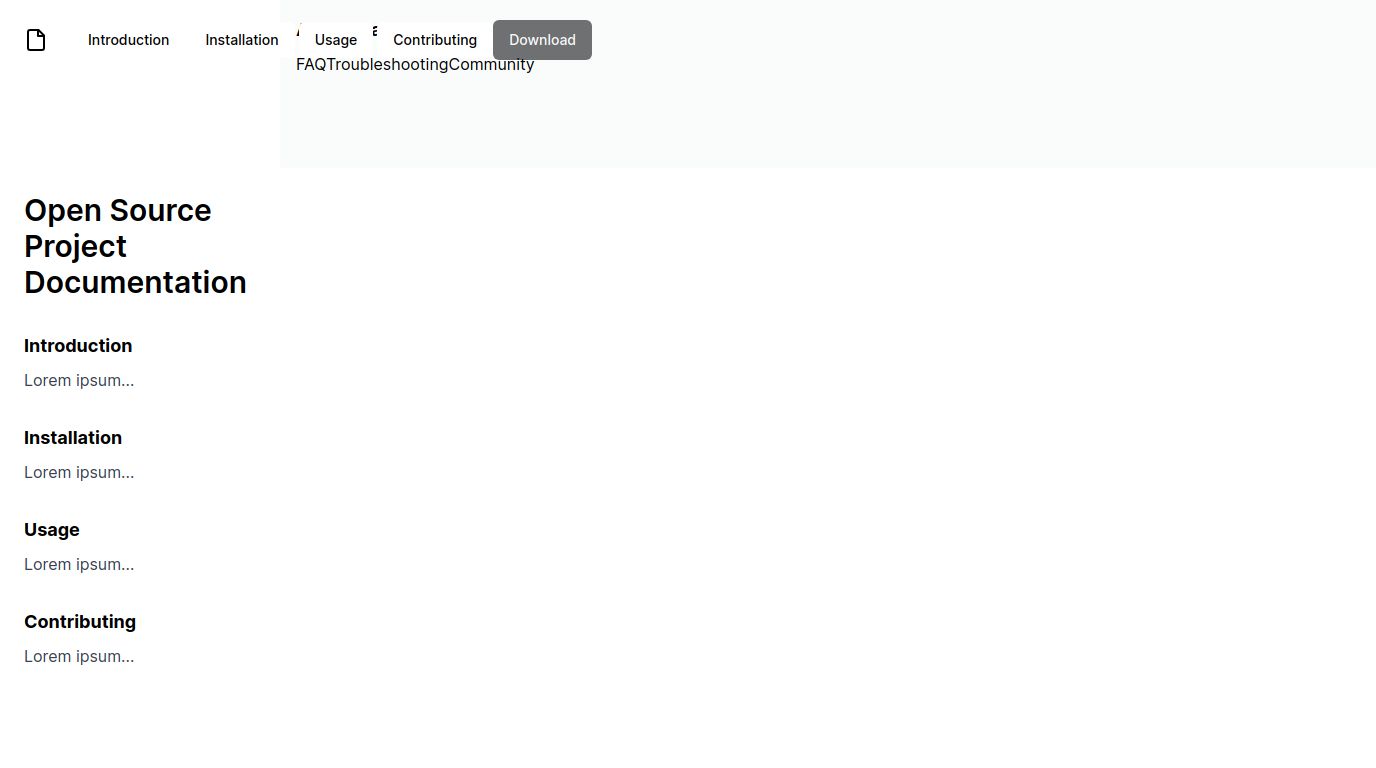 Introduction Installation Usage Contributing Download
FAQTroubleshootingCommunity
Open Source
Project
Documentation
Introduction
Lorem ipsum...
Installation
Lorem ipsum...
Usage
Lorem ipsum...
Contributing
Lorem ipsum...